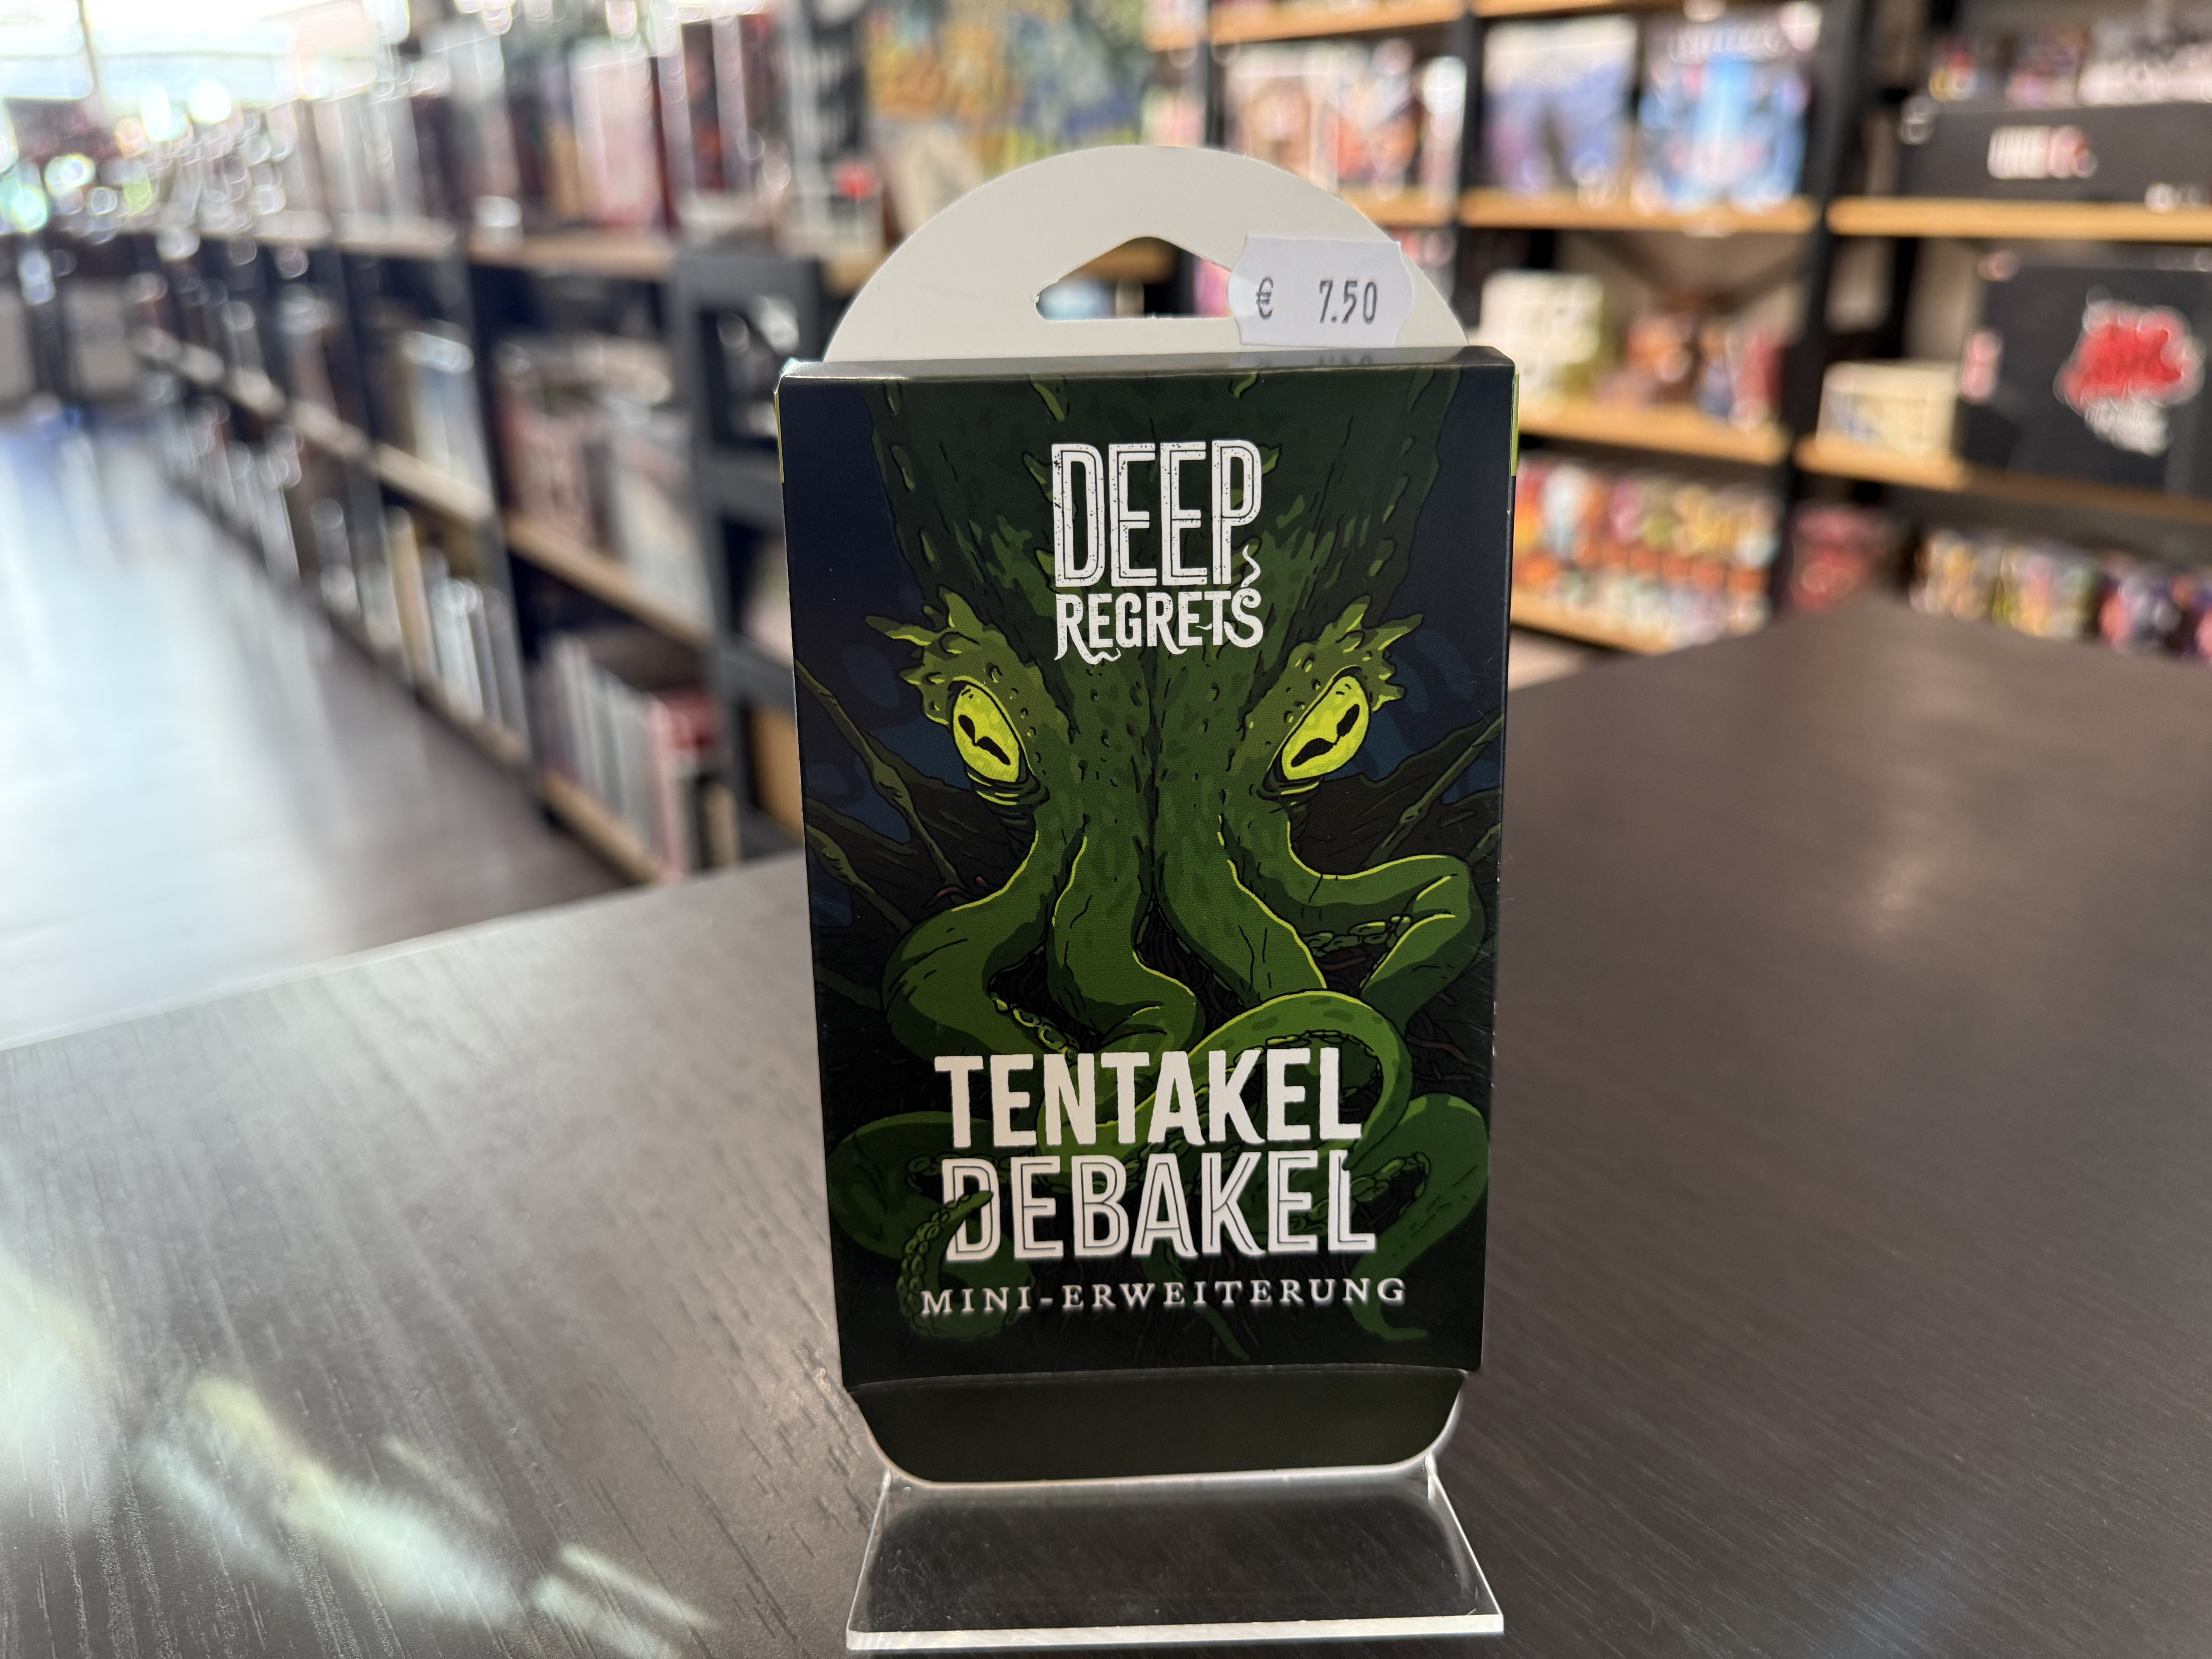 € 7.50
DEEP
REGRETS
TENTAKEL
DEBAKEL
MINI-ERWEITERUNG